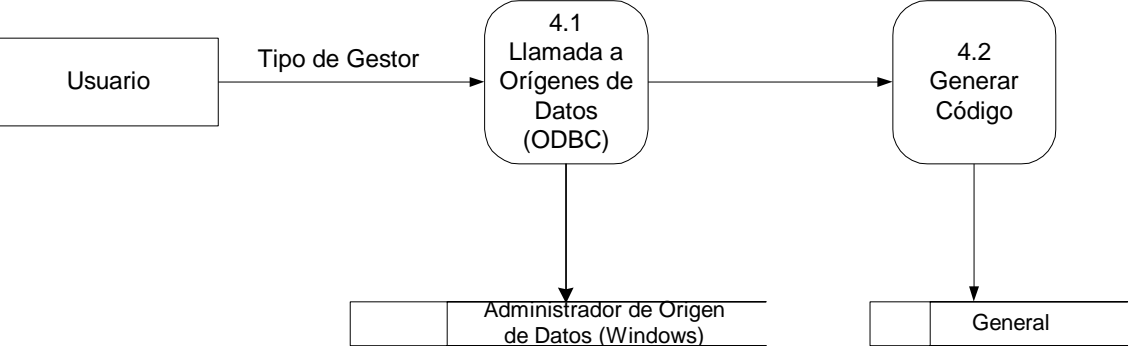 Usuario
Tipo de Gestor
4.1
Llamada a
Orígenes de
Datos
(ODBC)
4.2
Generar
Código
Administrador de Origen
de Datos (Windows)
General